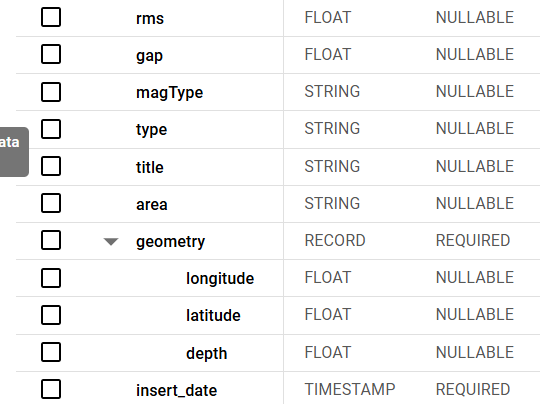 rms FLOAT NULLABLE
gap FLOAT NULLABLE
magType STRING NULLABLE
ata
type STRING NULLABLE
title STRING NULLABLE
area STRING NULLABLE
geometry RECORD REQUIRED
longitude FLOAT NULLABLE
latitude FLOAT NULLABLE
depth FLOAT NULLABLE
insert_date TIMESTAMP REQUIRED